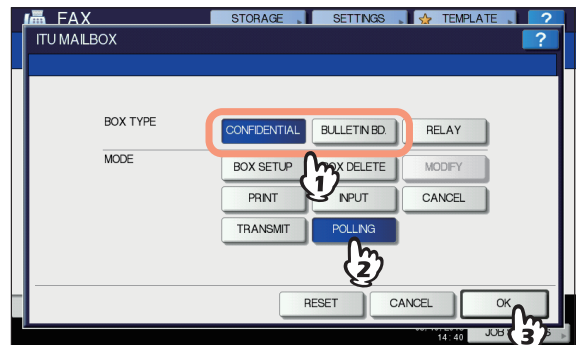 FAX STORAGE SETTINGS TEMPLATE ?
ITU MAILBOX ?
BOX TYPE CONFIDENTIAL BULLETIN BD. RELAY
MODE BOX SETUP BOX DELETE MODIFY
1
PRINT INPUT CANCEL
TRANSMIT POLLING
2
RESET CANCEL OK
14:40 JOB
3